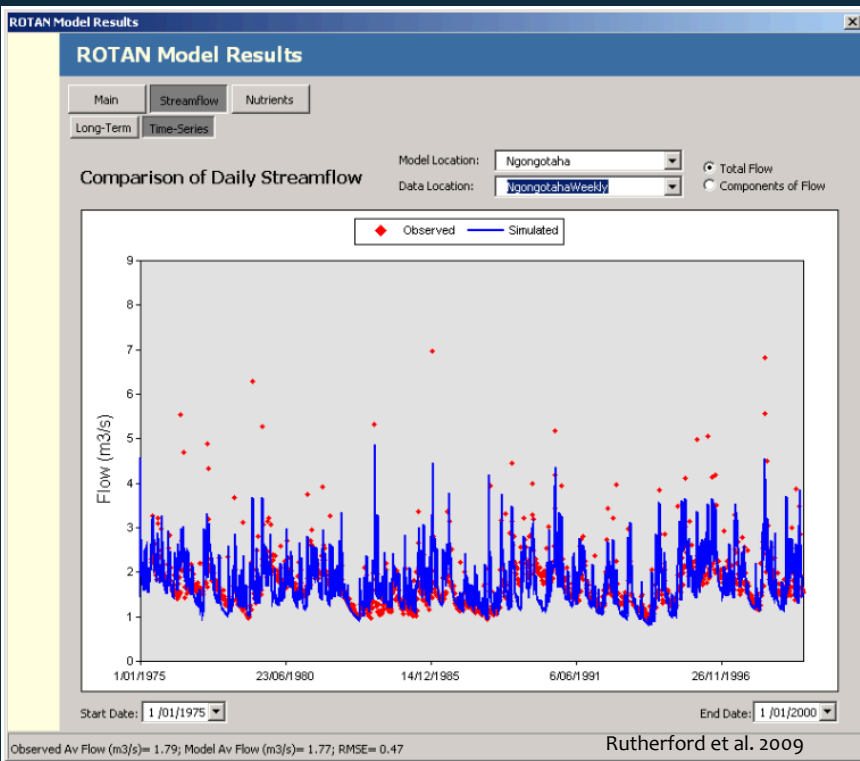 ROTAN Model Results
ROTAN Model Results
Main Streamflow Nutrients
Long-Term Time-Series
Comparison of Daily Streamflow
Model Location: Ngongotaha
Data Location: NgongotahaWeekly
Total Flow
Components of Flow
Observed Simulated
Flow (m3/s)
9
8
7
6
5
4
3
2
1
0
1/01/1975 23/06/1980 14/12/1985 6/06/1991 26/11/1996
Start Date: 1 /01/1975 End Date: 1 /01/2000
Observed Av Flow (m3/s)= 1.79; Model Av Flow (m3/s)= 1.77; RMSE= 0.47
Rutherford et al. 2009